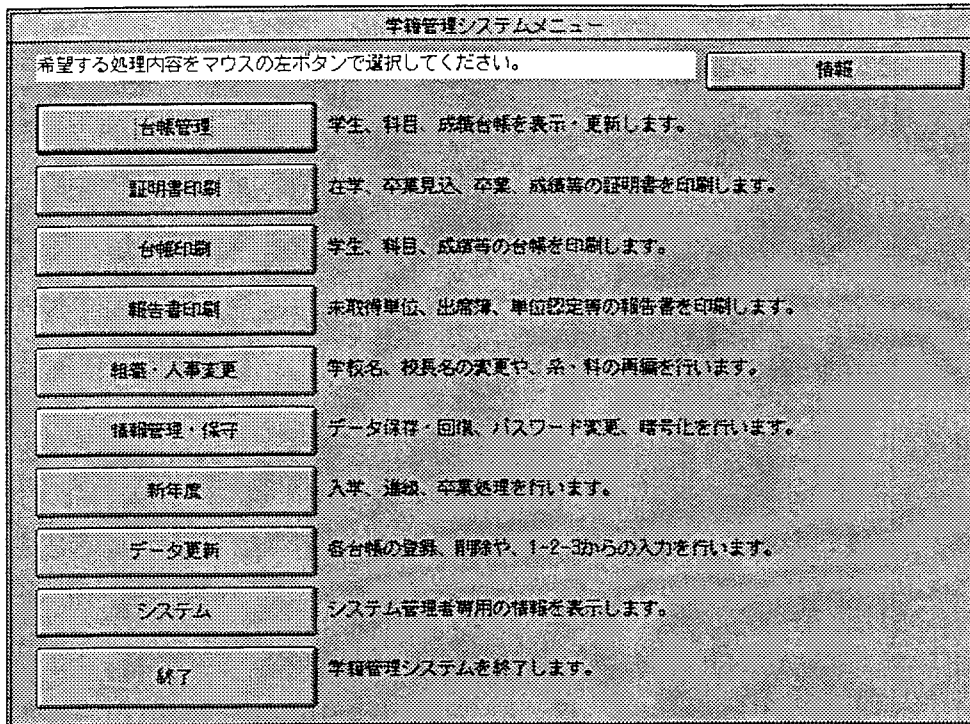 学籍管理システムメニュー
希望する処理内容をマウスの左ボタンで選択してください。
情報
台帳管理 学生、科目、成績台帳を表示・更新します。
証明書印刷 在学、卒業見込、卒業、成績等の証明書を印刷します。
台帳印刷 学生、科目、成績等の台帳を印刷します。
報告書印刷 未取得単位、出席簿、単位認定等の報告書を印刷します。
組織・人事変更 学校名、校長名の変更や、系・科の再編を行います。
情報管理・保守 データ保存・回復、パスワード変更、暗号化を行います。
新年度 入学、進級、卒業処理を行います。
データ更新 各台帳の登録、削除や、1-2-3からの入力を行います。
システム システム管理者専用の情報を表示します。
終了 学籍管理システムを終了します。